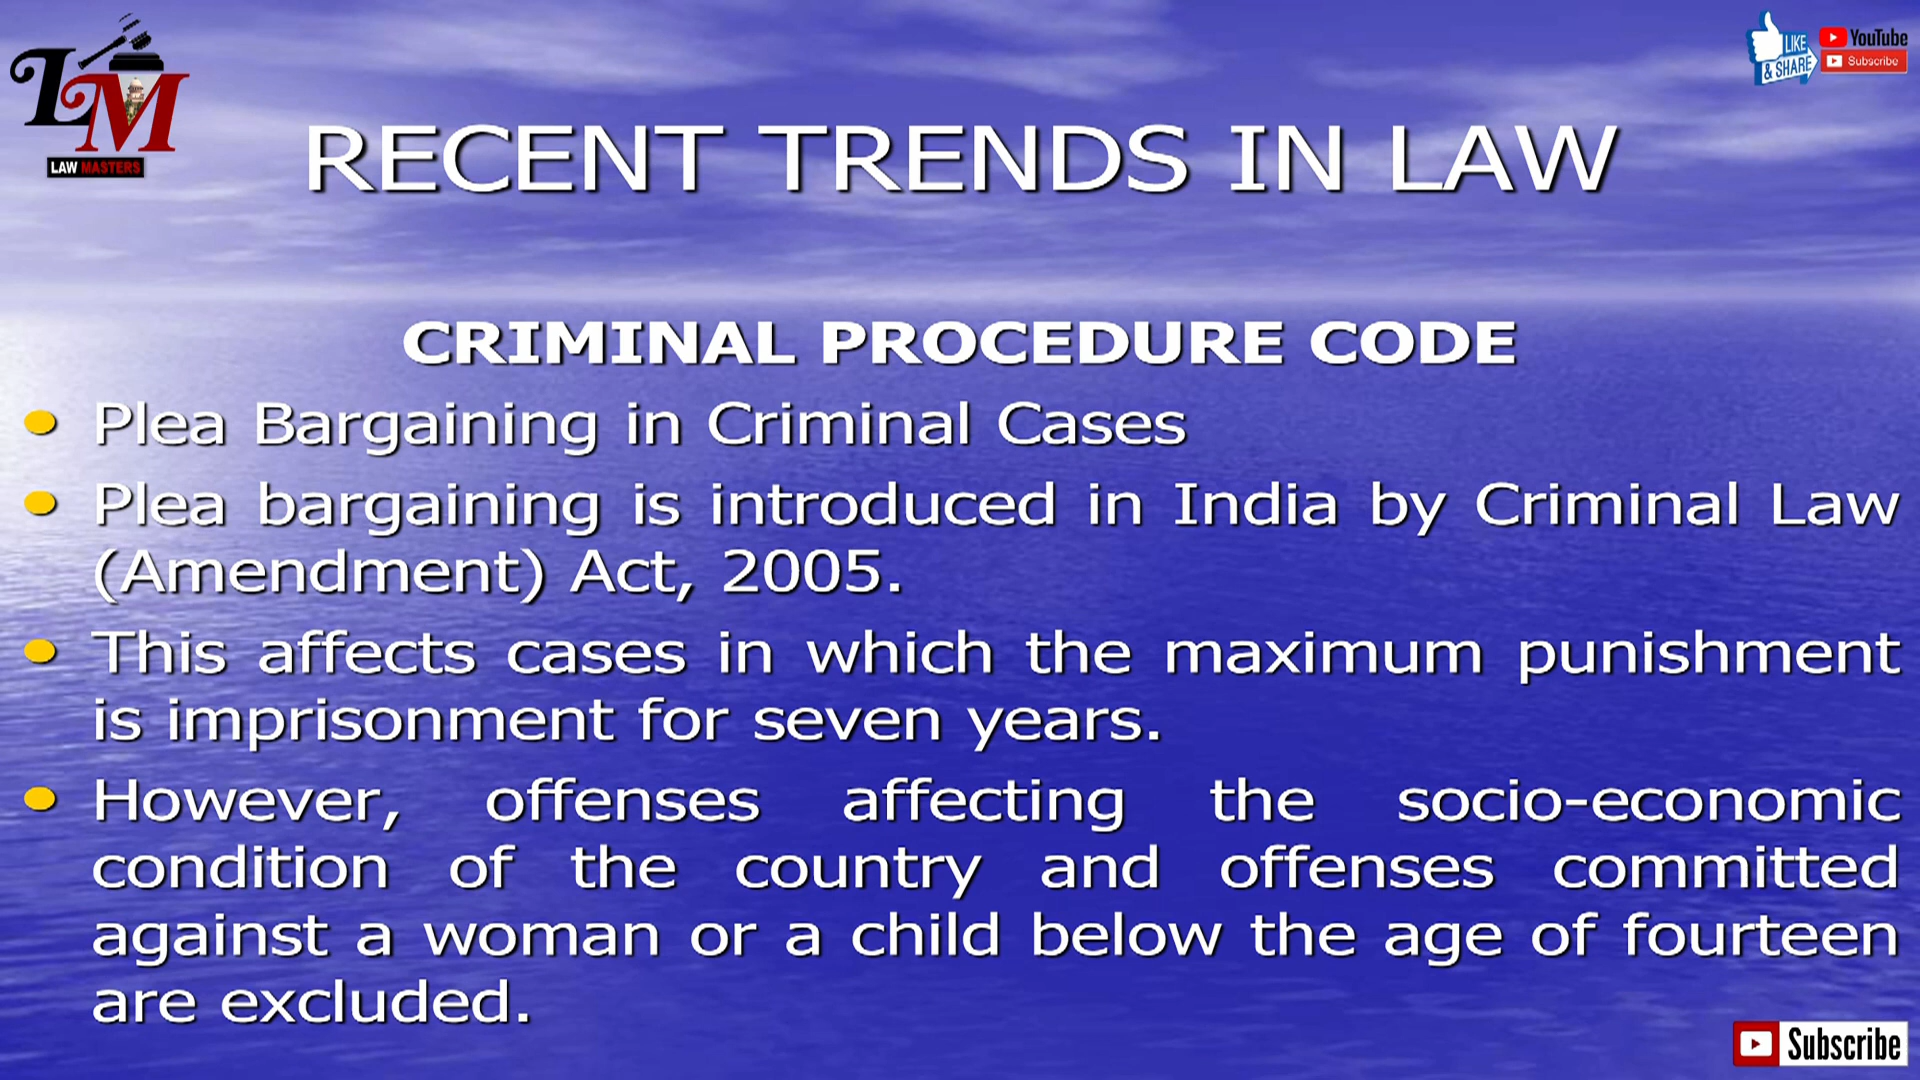 LM
LAW MASTERS
LIKE & SHARE
YouTube
Subscribe
RECENT TRENDS IN LAW
CRIMINAL PROCEDURE CODE
Plea Bargaining in Criminal Cases
Plea bargaining is introduced in India by Criminal Law
(Amendment) Act, 2005.
This affects cases in which the maximum punishment
is imprisonment for seven years.
However, offenses affecting the socio-economic
condition of the country and offenses committed
against a woman or a child below the age of fourteen
are excluded.
Subscribe